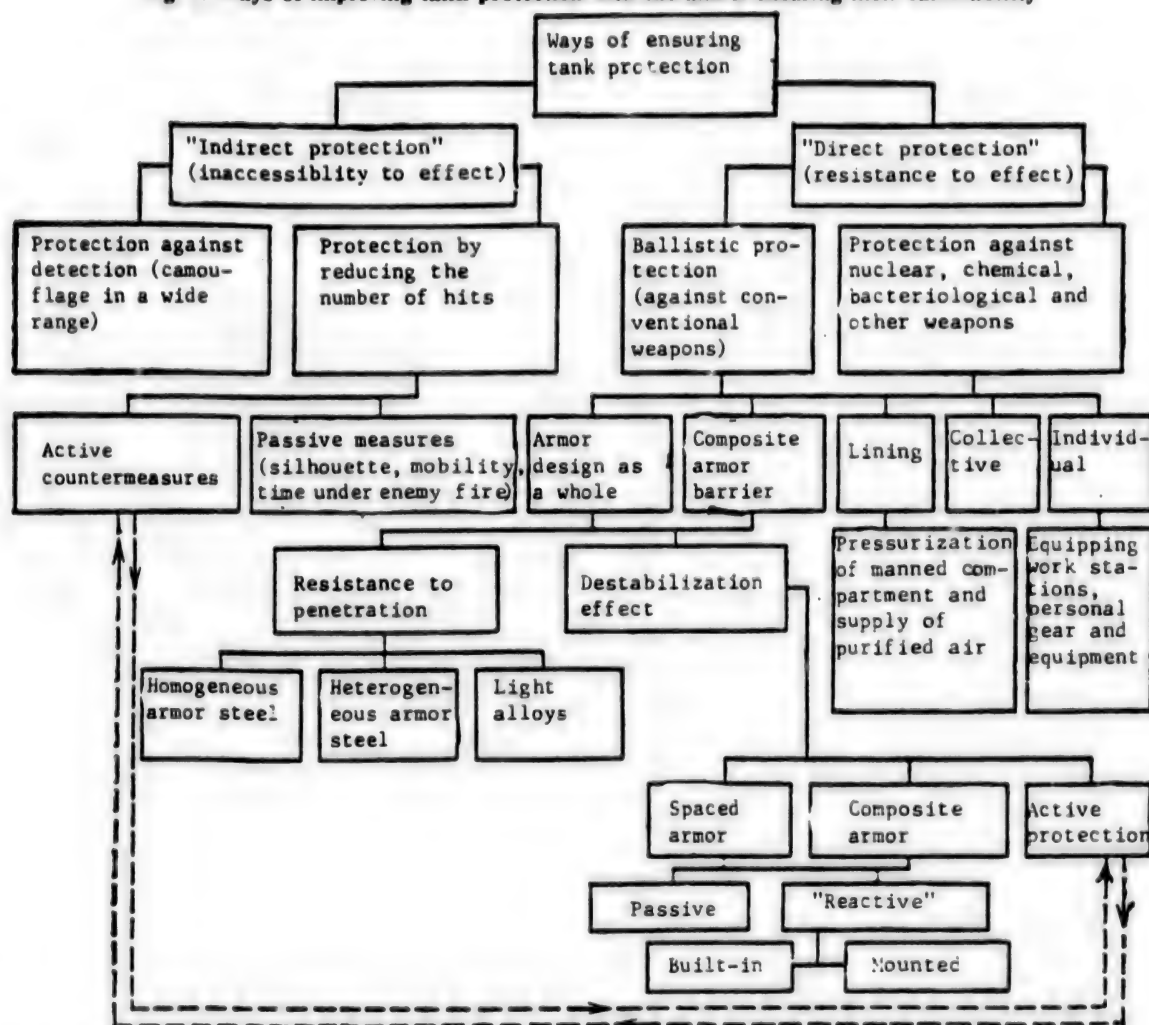 Ways of ensuring
tank protection
"Indirect protection"
(inaccessiblity to effect)
"Direct protection"
(resistance to effect)
Protection against
detection (camou-
flage in a wide
range)
Protection by
reducing the
number of hits
Ballistic pro-
tection
(against con-
ventional
weapons)
Protection against
nuclear, chemical,
bacteriological and
other weapons
Active
countermeasures
Passive measures
(silhouette, mobility,
time under enemy fire)
Armor
design as
a whole
Composite
armor
barrier
Lining
Collec-
tive
Individ-
ual
Resistance to
penetration
Destabilization
effect
Pressurization
of manned com-
partment and
supply of
purified air
Equipping
work sta-
tions,
personal
gear and
equipment
Homogeneous
armor steel
Heterogen-
eous armor
steel
Light
alloys
Spaced
armor
Composite
armor
Active
protection
Passive
"Reactive"
Built-in
Mounted